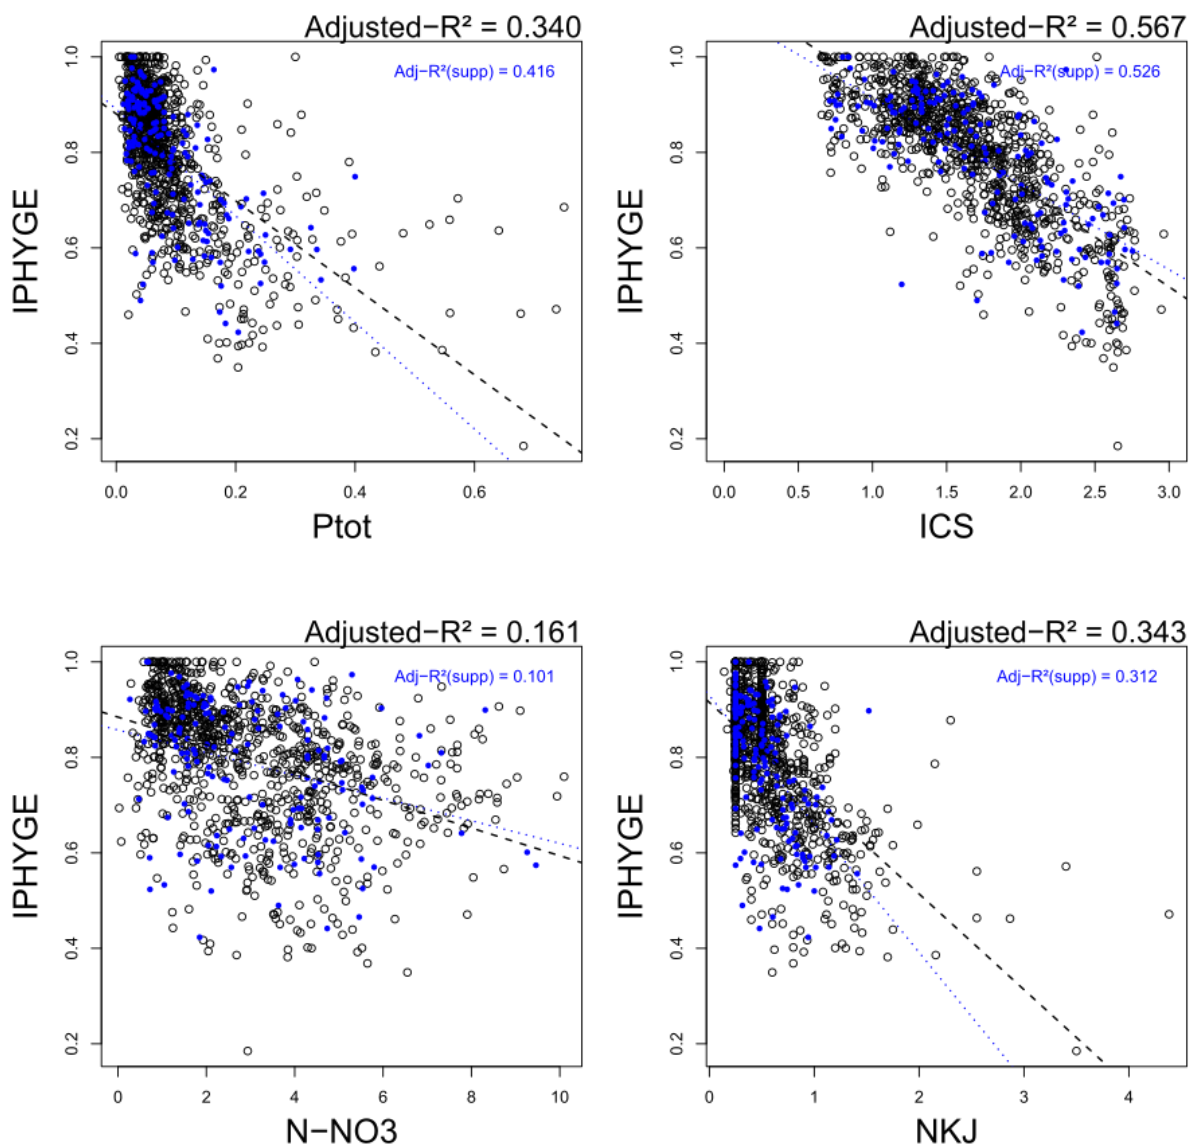 Adjusted−R² = 0.340
Adj−R²(supp) = 0.416
IPHYGE
1.0
0.8
0.6
0.4
0.2
0.0 0.2 0.4 0.6
Ptot
Adjusted−R² = 0.567
Adj−R²(supp) = 0.526
IPHYGE
1.0
0.8
0.6
0.4
0.2
0.0 0.5 1.0 1.5 2.0 2.5 3.0
ICS
Adjusted−R² = 0.161
Adj−R²(supp) = 0.101
IPHYGE
1.0
0.8
0.6
0.4
0.2
0 2 4 6 8 10
N−NO3
Adjusted−R² = 0.343
Adj−R²(supp) = 0.312
IPHYGE
1.0
0.8
0.6
0.4
0.2
0 1 2 3 4
NKJ